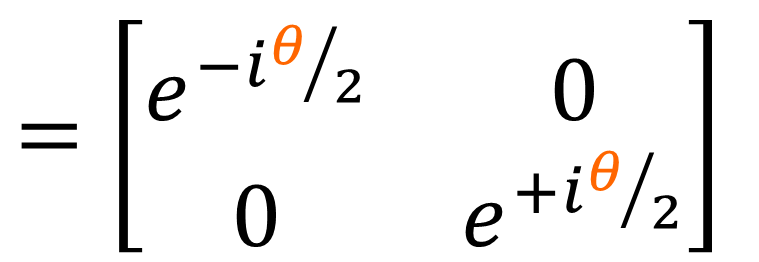 = [ e^{-iθ/2} 0
0 e^{+iθ/2} ]